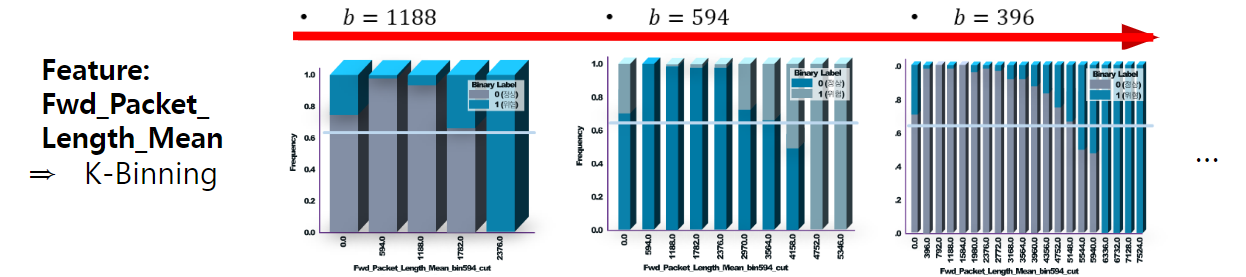 • b = 1188
• b = 594
• b = 396
Feature:
Fwd_Packet_
Length_Mean
⇒ K-Binning
Binary Label
0 (정상)
1 (위협)
Frequency
1.0
0.8
0.6
0.4
0.2
0.0
0.0 594.0 1188.0 1782.0 2376.0
Fwd_Packet_Length_Mean_bin594_cut
Binary Label
0 (정상)
1 (위협)
Frequency
1.0
0.8
0.6
0.4
0.2
0.0
0.0 594.0 1188.0 1782.0 2376.0 2970.0 3564.0 4158.0 4752.0 5346.0
Fwd_Packet_Length_Mean_bin594_cut
Binary Label
0 (정상)
1 (위협)
.0
.8
.6
.4
.2
.0
0.0 396.0 792.0 1188.0 1584.0 1980.0 2376.0 2772.0 3168.0 3564.0 3960.0 4356.0 4752.0 5148.0 5544.0 5940.0 6336.0 6732.0 7128.0 7524.0
Fwd_Packet_Length_Mean_bin594_cut
...